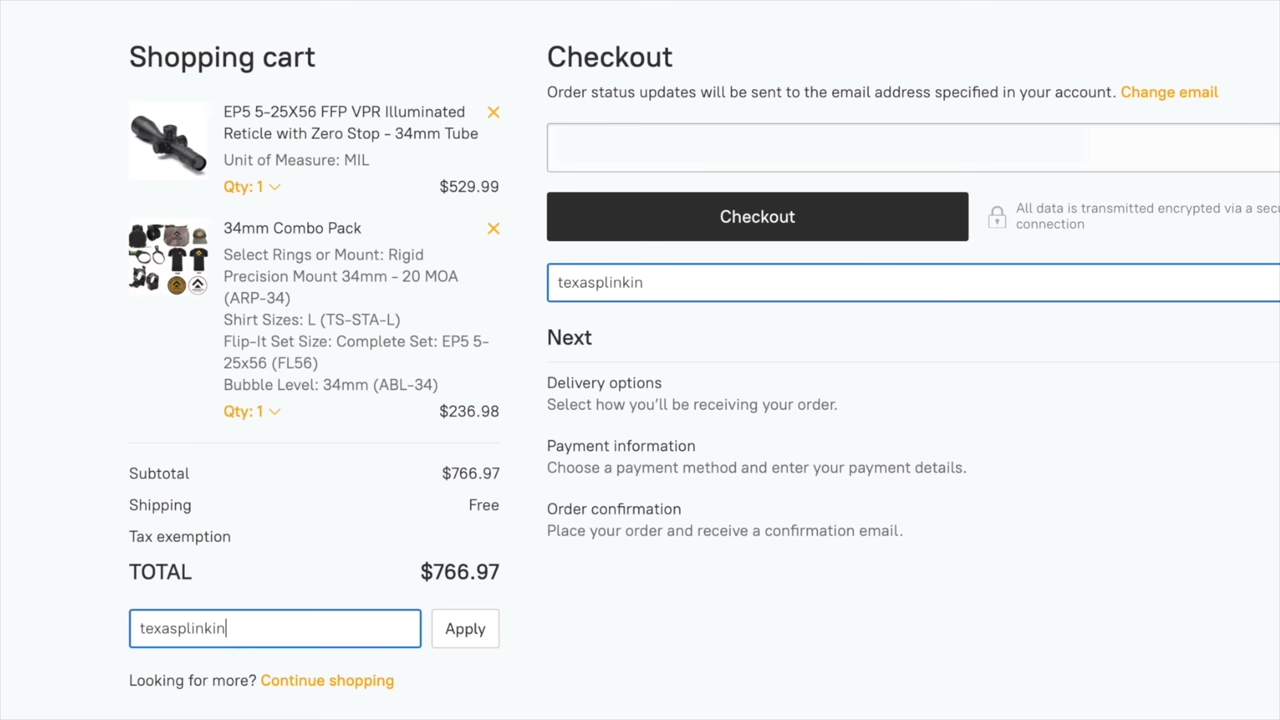 Shopping cart
EP5 5-25X56 FFP VPR Illuminated
Reticle with Zero Stop - 34mm Tube
Unit of Measure: MIL
Qty: 1
$529.99
34mm Combo Pack
Select Rings or Mount: Rigid
Precision Mount 34mm - 20 MOA
(ARP-34)
Shirt Sizes: L (TS-STA-L)
Flip-It Set Size: Complete Set: EP5 5-
25x56 (FL56)
Bubble Level: 34mm (ABL-34)
Qty: 1
$236.98
Subtotal $766.97
Shipping Free
Tax exemption
TOTAL $766.97
texasplinkin
Apply
Looking for more? Continue shopping
Checkout
Order status updates will be sent to the email address specified in your account. Change email
Checkout
All data is transmitted encrypted via a secu
connection
texasplinkin
Next
Delivery options
Select how you'll be receiving your order.
Payment information
Choose a payment method and enter your payment details.
Order confirmation
Place your order and receive a confirmation email.